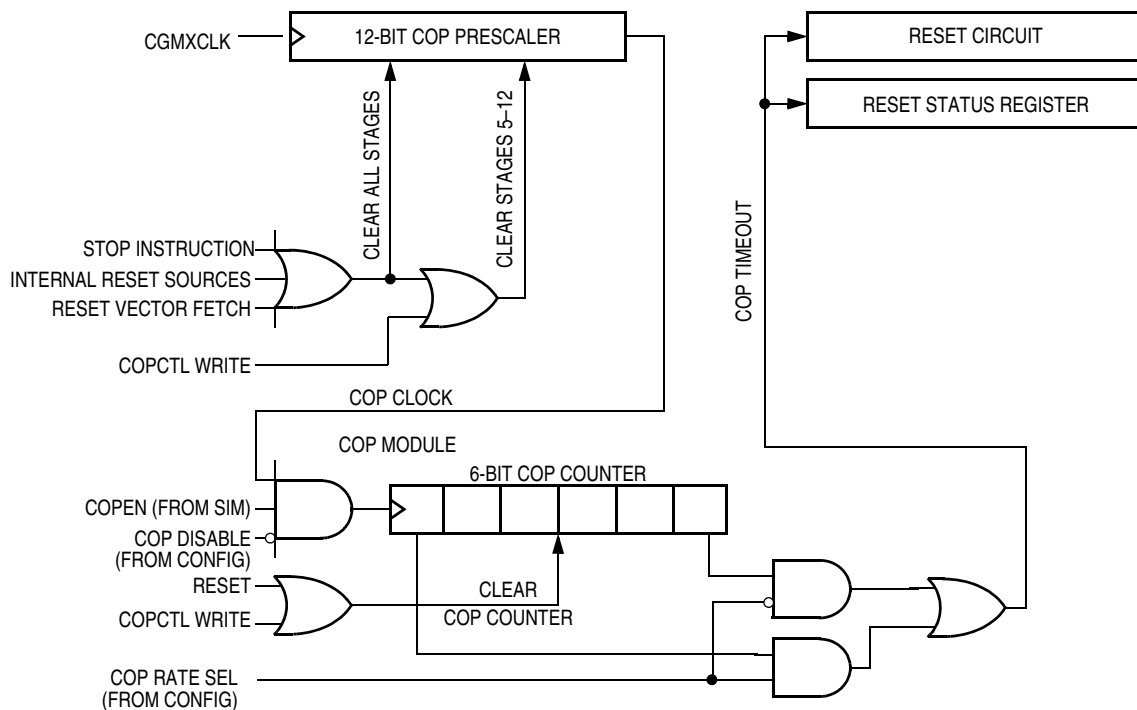 CGMXCLK
12-BIT COP PRESCALER
RESET CIRCUIT
RESET STATUS REGISTER
CLEAR ALL STAGES
CLEAR STAGES 5–12
COP TIMEOUT
STOP INSTRUCTION
INTERNAL RESET SOURCES
RESET VECTOR FETCH
COPCTL WRITE
COP CLOCK
COP MODULE
6-BIT COP COUNTER
COPEN (FROM SIM)
COP DISABLE
(FROM CONFIG)
RESET
COPCTL WRITE
CLEAR
COP COUNTER
COP RATE SEL
(FROM CONFIG)